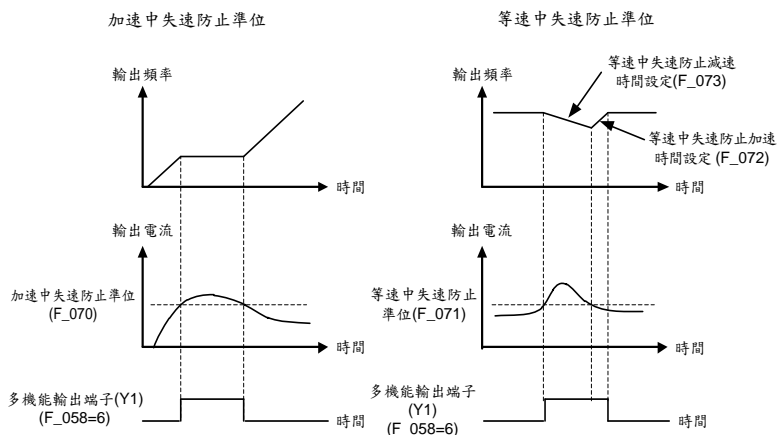 加速中失速防止準位
輸出頻率
時間
輸出電流
加速中失速防止準位
(F_070)
時間
多機能輸出端子(Y1)
(F_058=6)
時間
等速中失速防止準位
輸出頻率
等速中失速防止減速
時間設定(F_073)
等速中失速防止加速
時間設定 (F_072)
時間
輸出電流
等速中失速防止
準位(F_071)
時間
多機能輸出端子
(Y1)
(F_058=6)
時間